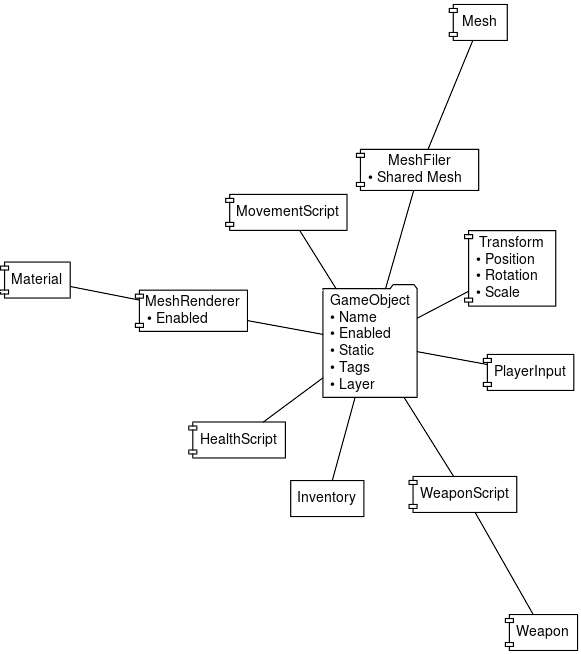 Mesh
MeshFiler
• Shared Mesh
MovementScript
Transform
• Position
• Rotation
• Scale
Material
MeshRenderer
• Enabled
GameObject
• Name
• Enabled
• Static
• Tags
• Layer
PlayerInput
HealthScript
Inventory
WeaponScript
Weapon